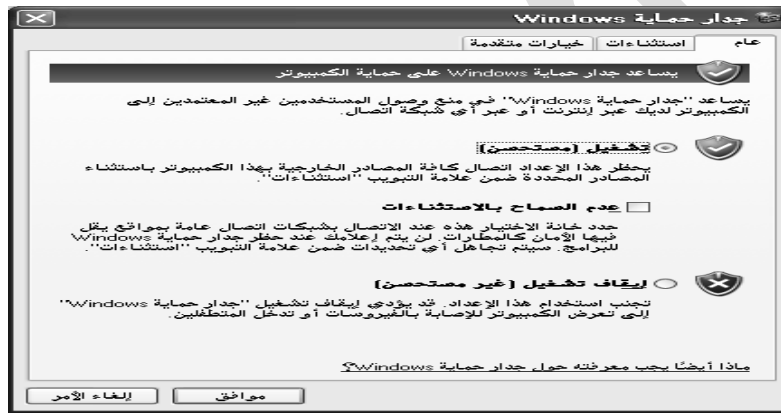 جدار حماية Windows
عام
استثناءات
خيارات متقدمة
يساعد جدار حماية Windows على حماية الكمبيوتر
يساعد "جدار حماية Windows" في منع وصول المستخدمين غير المعتمدين إلى
الكمبيوتر لديك عبر إنترنت أو عبر أي شبكة اتصال.
تشغيل (مستحسن)
يحظر هذا الإعداد اتصال كافة المصادر الخارجية بهذا الكمبيوتر باستثناء
المصادر المحددة ضمن علامة التبويب "استثناءات".
عدم السماح بالاستثناءات
حدد خانة الاختيار هذه عند الاتصال بشبكات اتصال عامة بمواقع يقل
فيها الأمان كالمطارات. لن يتم إعلامك عند حظر جدار حماية Windows
للبرامج. سيتم تجاهل أي تحديدات ضمن علامة التبويب "استثناءات".
إيقاف تشغيل (غير مستحسن)
تجنب استخدام هذا الإعداد. قد يؤدي إيقاف تشغيل "جدار حماية Windows"
إلى تعرض الكمبيوتر للإصابة بالفيروسات أو تدخل المتطفلين.
ماذا أيضًا يجب معرفته حول جدار حماية Windows؟
موافق
إلغاء الأمر